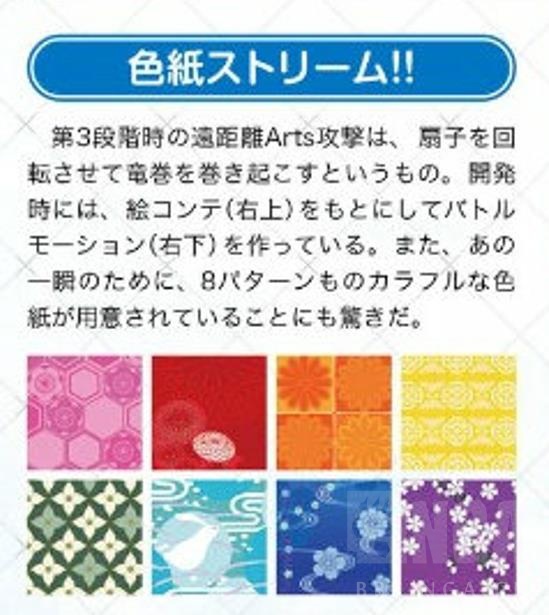 色紙ストリーム!!
第3段階時の遠距離Arts攻撃は、扇子を回
転させて竜巻を巻き起こすというもの。開発
時には、絵コンテ(右上)をもとにしてバトル
モーション(右下)を作っている。また、あの
一瞬のために、8パターンものカラフルな色
紙が用意されていることにも驚きだ。